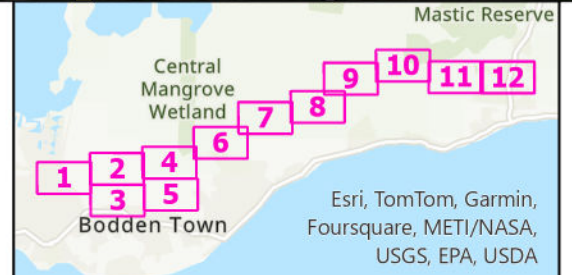 Mastic Reserve
Central
Mangrove
Wetland
9
10
11
12
7
8
6
1
2
4
3
5
Bodden Town
Esri, TomTom, Garmin,
Foursquare, METI/NASA,
USGS, EPA, USDA